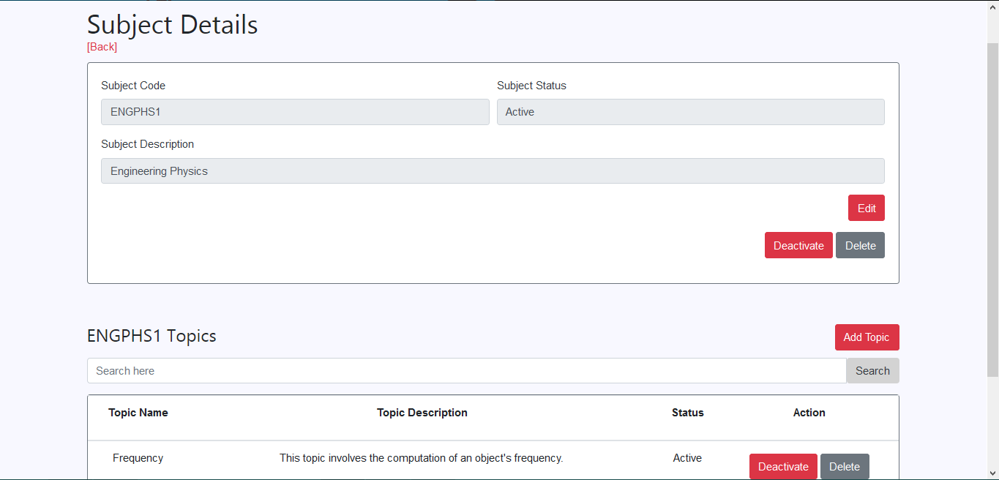 Subject Details
[Back]
Subject Code Subject Status
ENGPHS1 Active
Subject Description
Engineering Physics
Edit
Deactivate Delete
ENGPHS1 Topics Add Topic
Search here Search
Topic Name Topic Description Status Action
Frequency This topic involves the computation of an object's frequency. Active Deactivate Delete